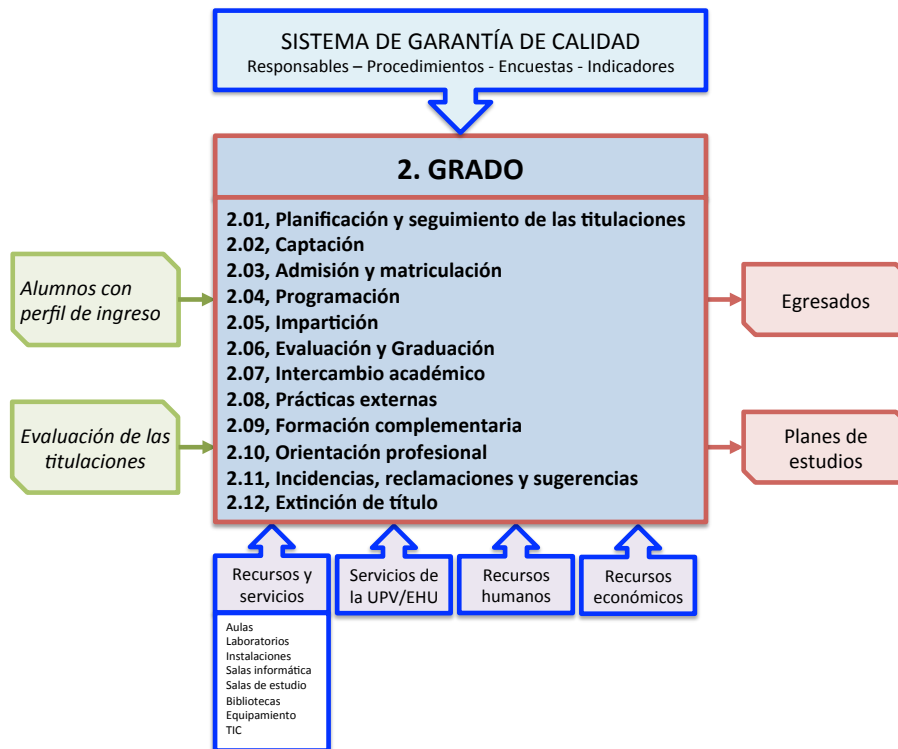 SISTEMA DE GARANTÍA DE CALIDAD
Responsables – Procedimientos - Encuestas - Indicadores
2. GRADO
2.01, Planificación y seguimiento de las titulaciones
2.02, Captación
2.03, Admisión y matriculación
2.04, Programación
2.05, Impartición
2.06, Evaluación y Graduación
2.07, Intercambio académico
2.08, Prácticas externas
2.09, Formación complementaria
2.10, Orientación profesional
2.11, Incidencias, reclamaciones y sugerencias
2.12, Extinción de título
Alumnos con
perfil de ingreso
Evaluación de las
titulaciones
Egresados
Planes de
estudios
Recursos y
servicios
Aulas
Laboratorios
Instalaciones
Salas informática
Salas de estudio
Bibliotecas
Equipamiento
TIC
Servicios de
la UPV/EHU
Recursos
humanos
Recursos
económicos